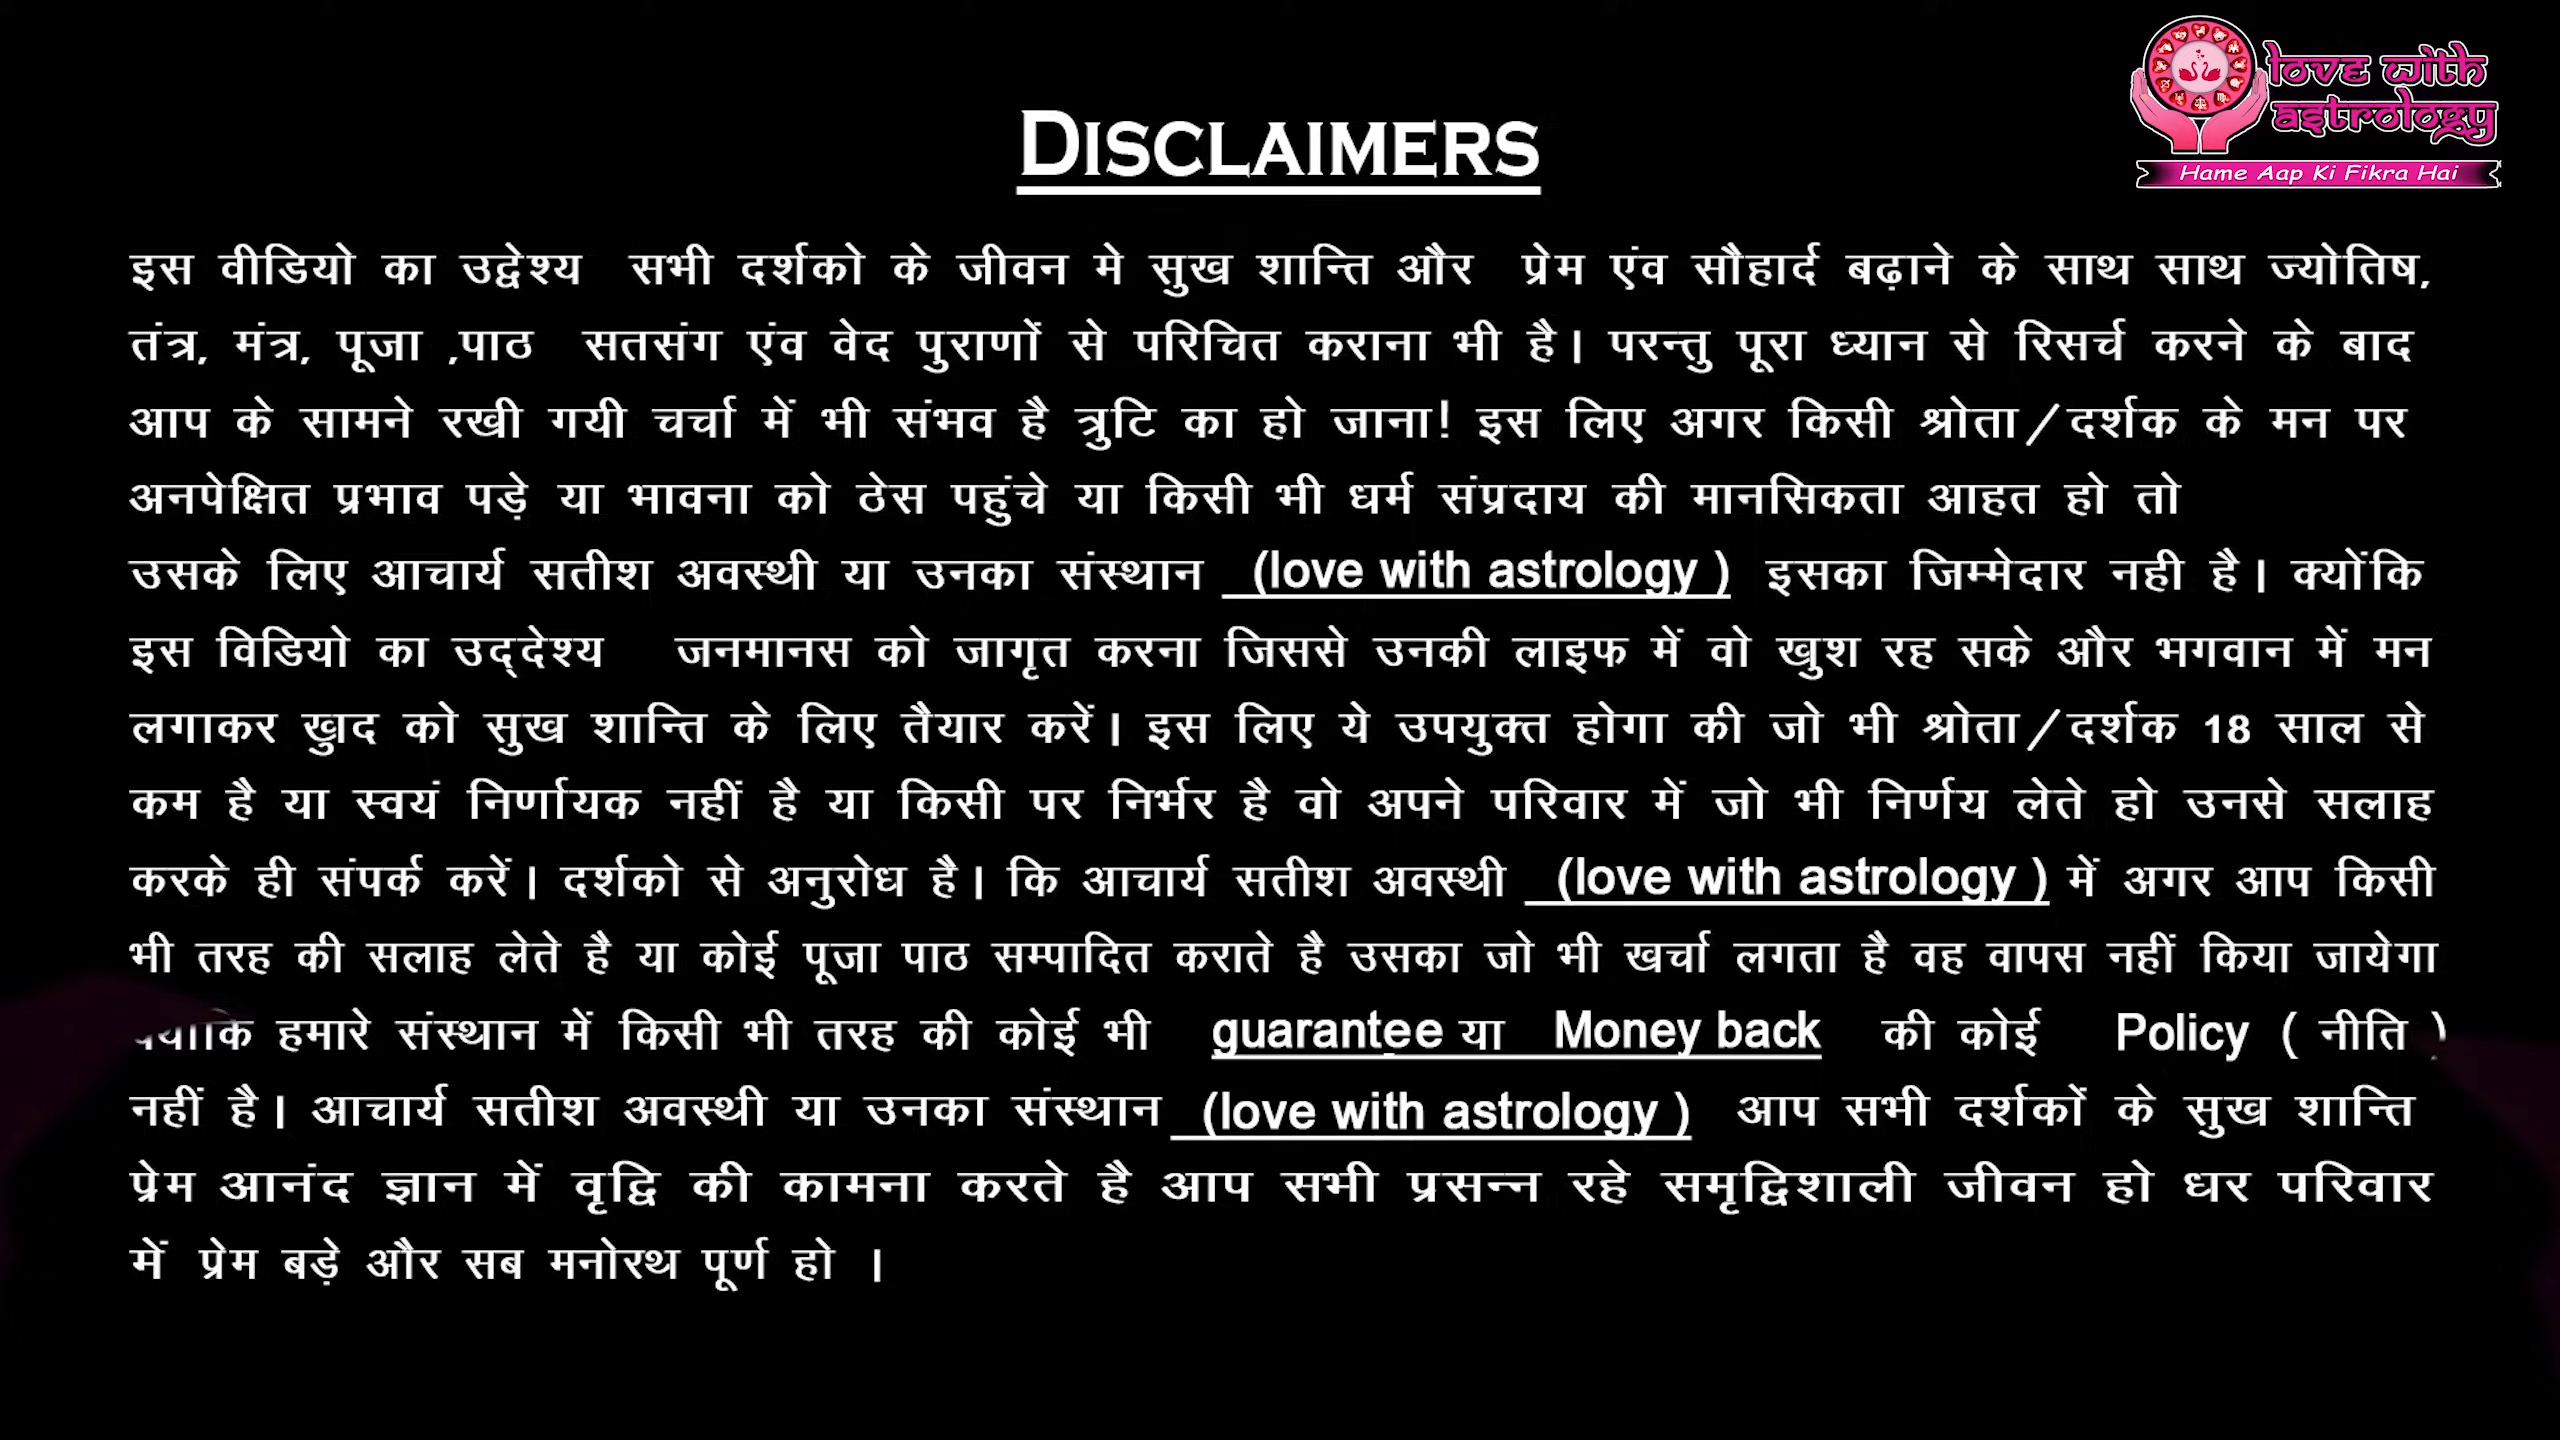 love with
astrology
Hame Aap Ki Fikra Hai
DISCLAIMERS
इस वीडियो का उद्वेश्य सभी दर्शको के जीवन मे सुख शान्ति और प्रेम एंव सौहार्द बढ़ाने के साथ साथ ज्योतिष,
तंत्र, मंत्र, पूजा ,पाठ सतसंग एंव वेद पुराणों से परिचित कराना भी है। परन्तु पूरा ध्यान से रिसर्च करने के बाद
आप के सामने रखी गयी चर्चा में भी संभव है त्रुटि का हो जाना! इस लिए अगर किसी श्रोता/दर्शक के मन पर
अनपेक्षित प्रभाव पड़े या भावना को ठेस पहुंचे या किसी भी धर्म संप्रदाय की मानसिकता आहत हो तो
उसके लिए आचार्य सतीश अवस्थी या उनका संस्थान (love with astrology ) इसका जिम्मेदार नही है। क्योंकि
इस विडियो का उद्‌देश्य जनमानस को जागृत करना जिससे उनकी लाइफ में वो खुश रह सके और भगवान में मन
लगाकर खुद को सुख शान्ति के लिए तैयार करें। इस लिए ये उपयुक्त होगा की जो भी श्रोता/दर्शक 18 साल से
कम है या स्वयं निर्णायक नहीं है या किसी पर निर्भर है वो अपने परिवार में जो भी निर्णय लेते हो उनसे सलाह
करके ही संपर्क करें। दर्शको से अनुरोध है। कि आचार्य सतीश अवस्थी (love with astrology ) में अगर आप किसी
भी तरह की सलाह लेते है या कोई पूजा पाठ सम्पादित कराते है उसका जो भी खर्चा लगता है वह वापस नहीं किया जायेगा
क्योंकि हमारे संस्थान में किसी भी तरह की कोई भी guarantee या Money back की कोई Policy ( नीति )
नहीं है। आचार्य सतीश अवस्थी या उनका संस्थान (love with astrology ) आप सभी दर्शकों के सुख शान्ति
प्रेम आनंद ज्ञान में वृद्वि की कामना करते है आप सभी प्रसन्न रहे समृद्विशाली जीवन हो धर परिवार
में प्रेम बड़े और सब मनोरथ पूर्ण हो ।